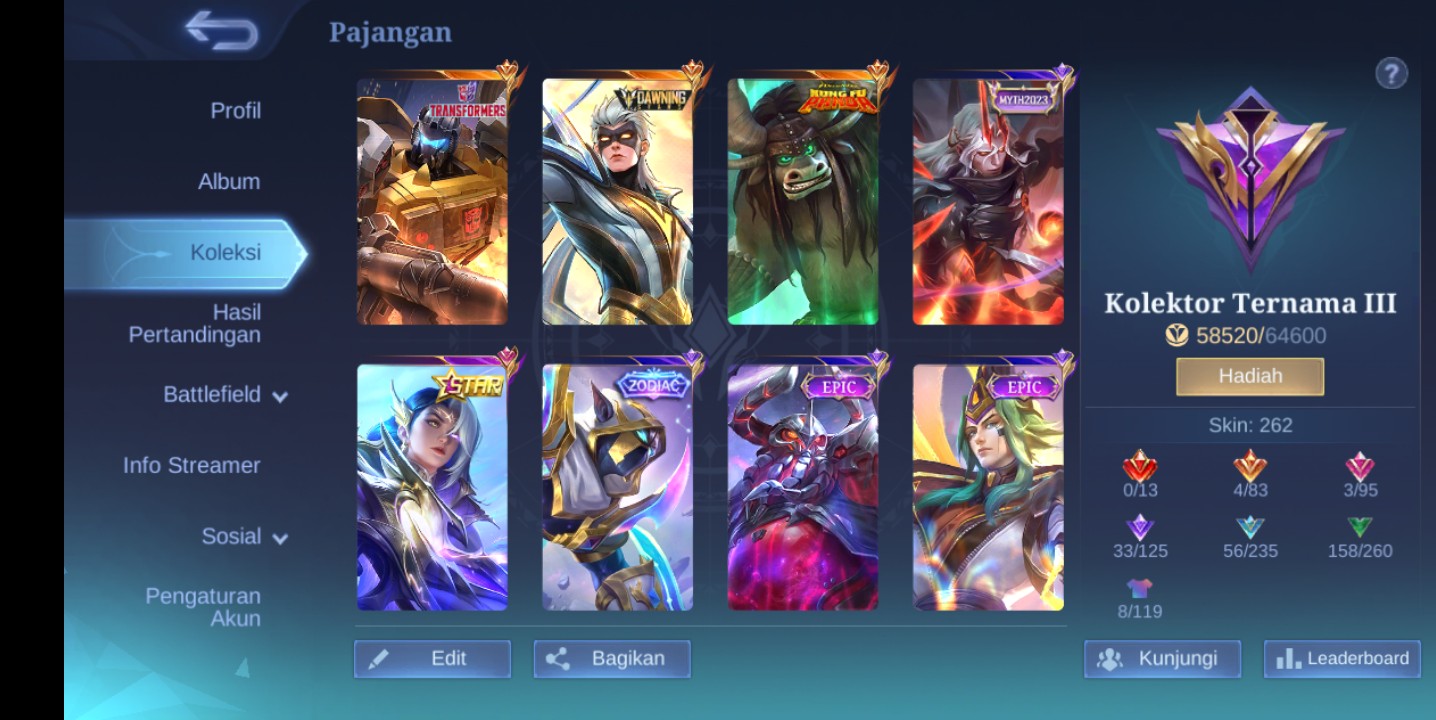 Pajangan
?
Profil
Album
Koleksi
Hasil
Pertandingan
Battlefield
Info Streamer
Sosial
Pengaturan
Akun
TRANSFORMERS
DAWNING
KUNG FU
PANDA
MYTH2023
STAR
ZODIAC
EPIC
EPIC
Edit
Bagikan
Kolektor Ternama III
58520/64600
Hadiah
Skin: 262
0/13
4/83
3/95
33/125
56/235
158/260
8/119
Kunjungi
Leaderboard